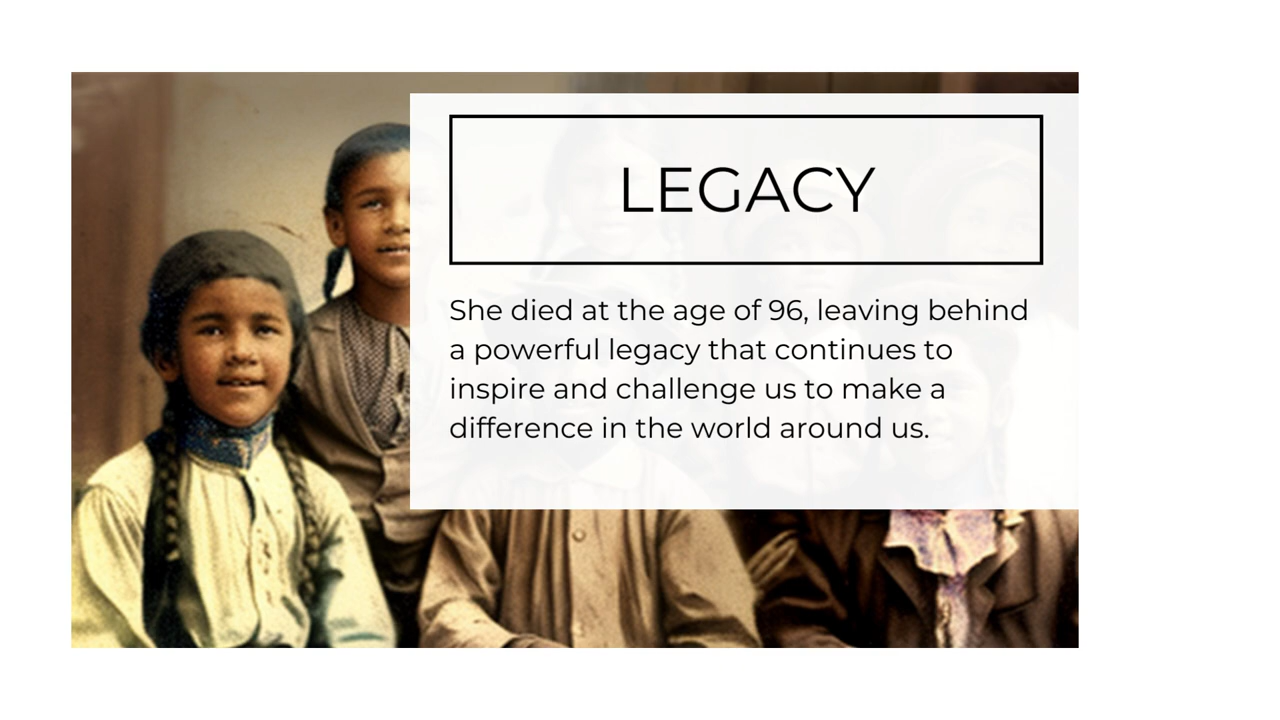 LEGACY
She died at the age of 96, leaving behind
a powerful legacy that continues to
inspire and challenge us to make a
difference in the world around us.